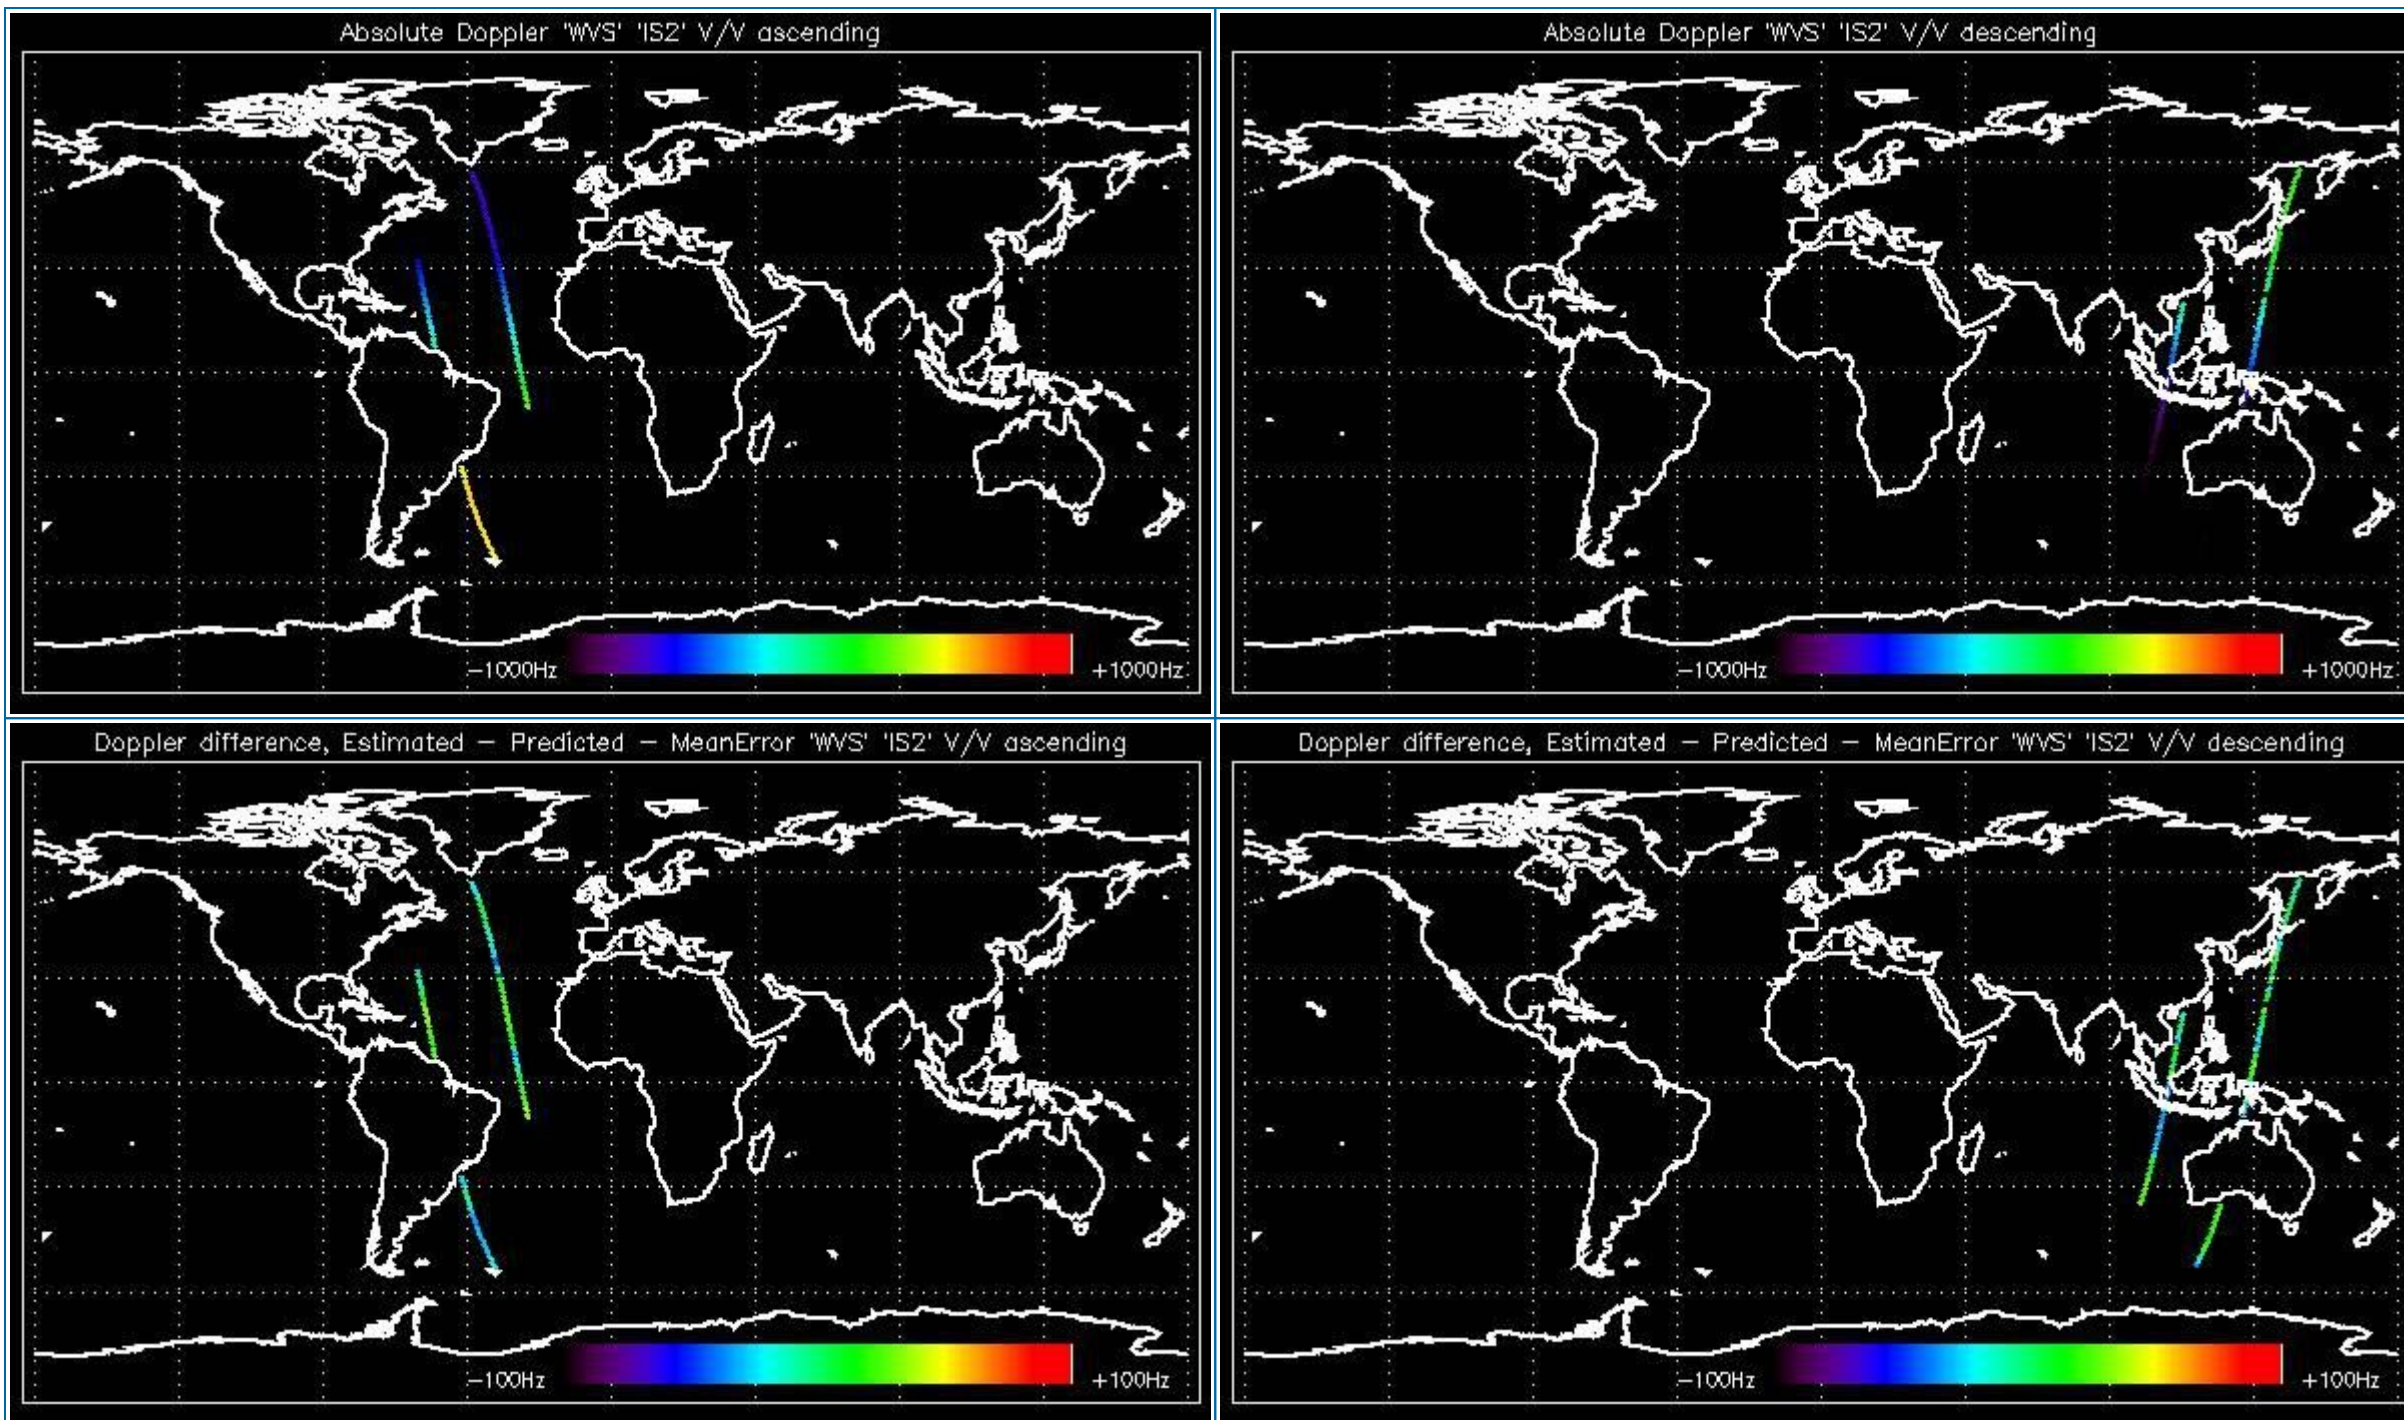 Absolute Doppler 'WVS' 'IS2' V/V ascending
-1000Hz
+1000Hz
Absolute Doppler 'WVS' 'IS2' V/V descending
-1000Hz
+1000Hz
Doppler difference, Estimated - Predicted - MeanError 'WVS' 'IS2' V/V ascending
-100Hz
+100Hz
Doppler difference, Estimated - Predicted - MeanError 'WVS' 'IS2' V/V descending
-100Hz
+100Hz